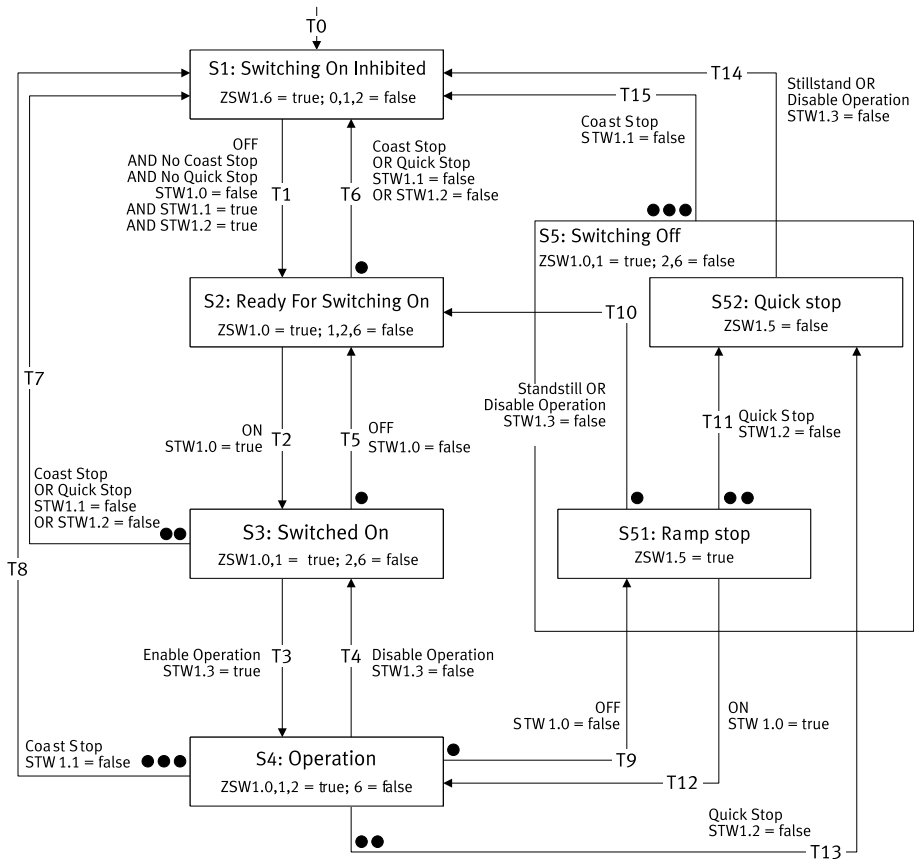 T0
S1: Switching On Inhibited
ZSW1.6 = true; 0,1,2 = false
T14
Stillstand OR
Disable Operation
STW1.3 = false
T15
Coast Stop
STW1.1 = false
OFF
AND No Coast Stop
AND No Quick Stop
STW1.0 = false
AND STW1.1 = true
AND STW1.2 = true
T1
T6
Coast Stop
OR Quick Stop
STW1.1 = false
OR STW1.2 = false
S5: Switching Off
ZSW1.0,1 = true; 2,6 = false
S2: Ready For Switching On
ZSW1.0 = true; 1,2,6 = false
T10
S52: Quick stop
ZSW1.5 = false
T7
Standstill OR
Disable Operation
STW1.3 = false
T11
Quick Stop
STW1.2 = false
ON
STW1.0 = true
T2
T5
OFF
STW1.0 = false
Coast Stop
OR Quick Stop
STW1.1 = false
OR STW1.2 = false
S3: Switched On
ZSW1.0,1 = true; 2,6 = false
S51: Ramp stop
ZSW1.5 = true
T8
Enable Operation
STW1.3 = true
T3
T4
Disable Operation
STW1.3 = false
OFF
STW1.0 = false
ON
STW1.0 = true
Coast Stop
STW1.1 = false
S4: Operation
ZSW1.0,1,2 = true; 6 = false
T9
T12
Quick Stop
STW1.2 = false
T13